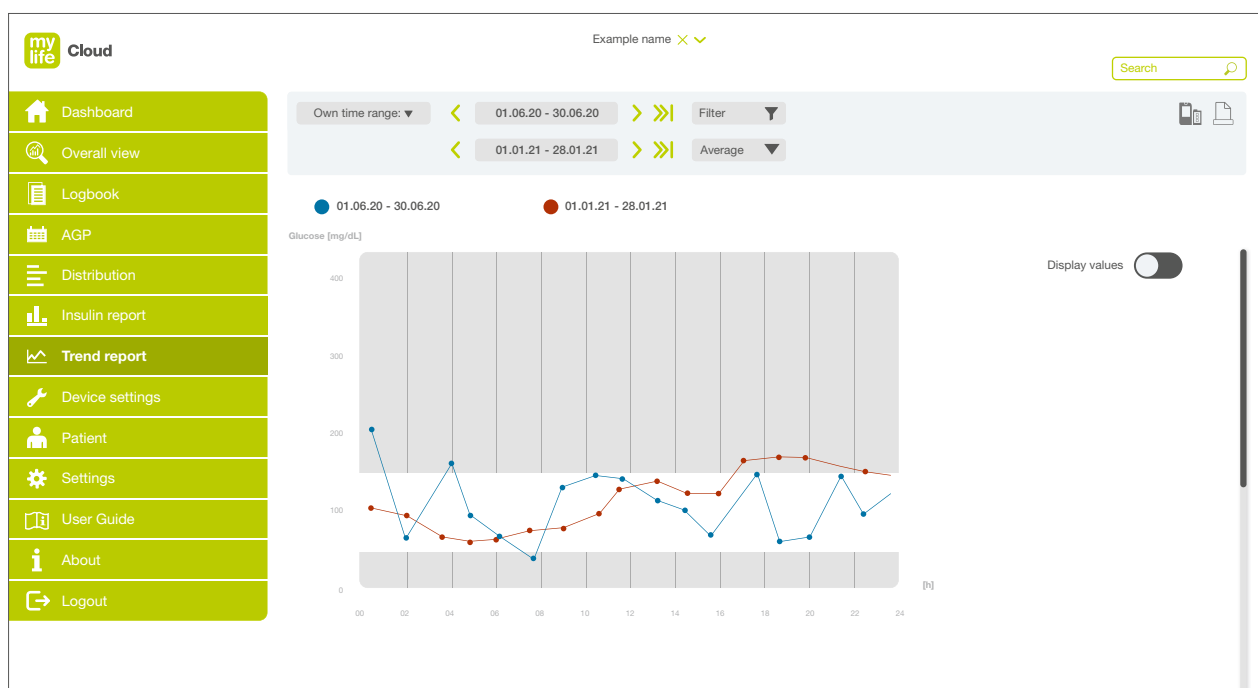 Example name
my
life
Cloud
Search
Dashboard
Overall view
Logbook
AGP
Distribution
Insulin report
Trend report
Device settings
Patient
Settings
User Guide
About
Logout
Own time range:
01.06.20 - 30.06.20
Filter
01.01.21 - 28.01.21
Average
01.06.20 - 30.06.20
01.01.21 - 28.01.21
Glucose [mg/dL]
Display values
400
300
200
100
0
[h]
00 02 04 06 08 10 12 14 16 18 20 22 24